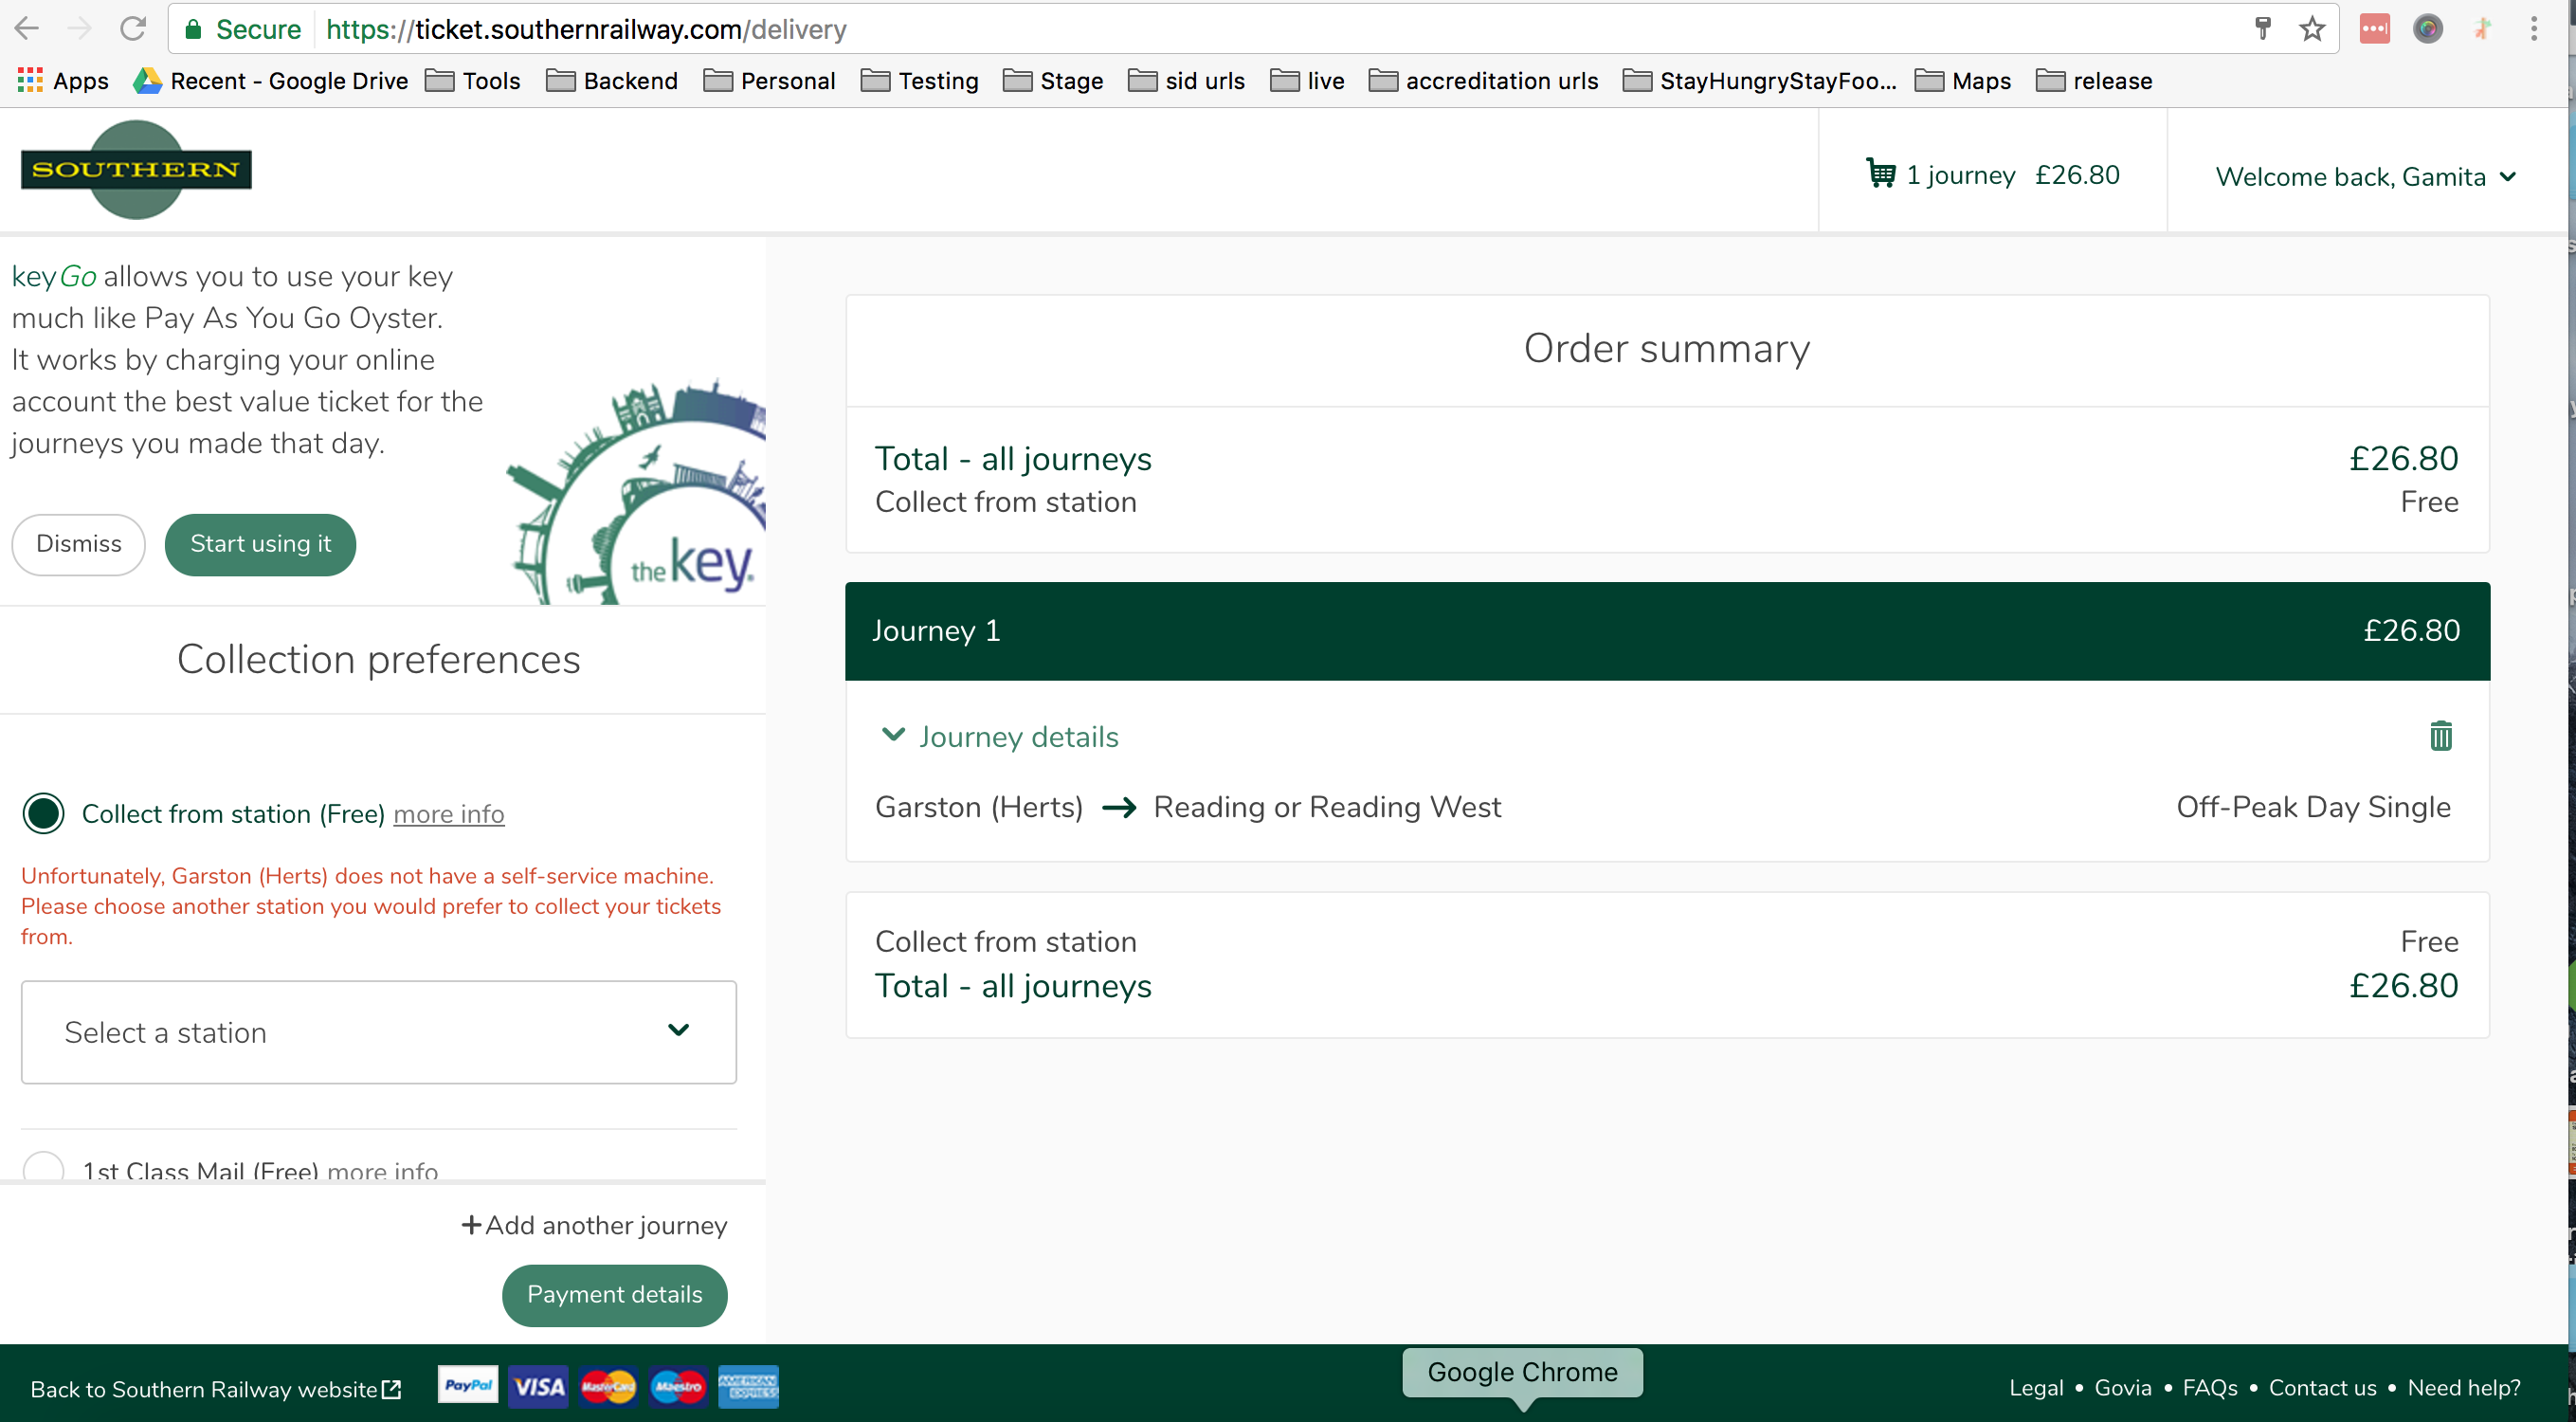 Secure https://ticket.southernrailway.com/delivery
Apps Recent - Google Drive Tools Backend Personal Testing Stage sid urls live accreditation urls StayHungryStayFoo... Maps release
SOUTHERN
1 journey £26.80 Welcome back, Gamita
keyGo allows you to use your key
much like Pay As You Go Oyster.
It works by charging your online
account the best value ticket for the
journeys you made that day.
Dismiss Start using it
the key.
Collection preferences
Collect from station (Free) more info
Unfortunately, Garston (Herts) does not have a self-service machine.
Please choose another station you would prefer to collect your tickets
from.
Select a station
1st Class Mail (Free) more info
+Add another journey
Payment details
Order summary
Total - all journeys £26.80
Collect from station Free
Journey 1 £26.80
Journey details
Garston (Herts) → Reading or Reading West Off-Peak Day Single
Collect from station Free
Total - all journeys £26.80
Google Chrome
Back to Southern Railway website PayPal VISA MasterCard Maestro AMERICAN EXPRESS
Legal • Govia • FAQs • Contact us • Need help?